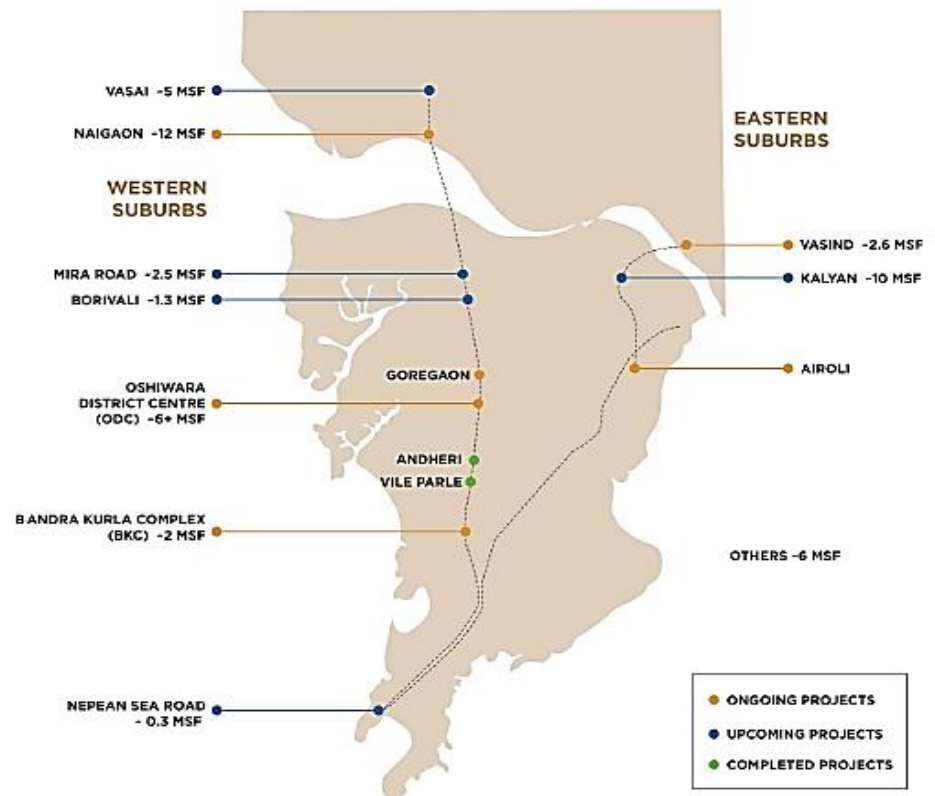 VASAI ~5 MSF
NAIGAON ~12 MSF
EASTERN
SUBURBS
WESTERN
SUBURBS
VASIND ~2.6 MSF
MIRA ROAD ~2.5 MSF
KALYAN ~10 MSF
BORIVALI ~1.3 MSF
GOREGAON
AIROLI
OSHIWARA
DISTRICT CENTRE
(ODC) ~6+ MSF
ANDHERI
VILE PARLE
BANDRA KURLA COMPLEX
(BKC) ~2 MSF
OTHERS ~6 MSF
NEPEAN SEA ROAD
~ 0.3 MSF
ONGOING PROJECTS
UPCOMING PROJECTS
COMPLETED PROJECTS